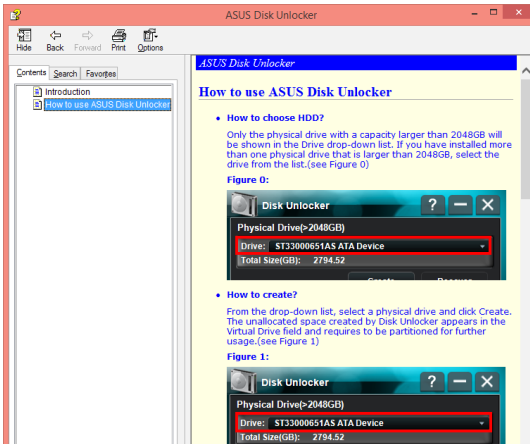 ASUS Disk Unlocker
Hide Back Forward Print Options
Contents Search Favorites
Introduction
How to use ASUS Disk Unlocker
ASUS Disk Unlocker
How to use ASUS Disk Unlocker
How to choose HDD?
Only the physical drive with a capacity larger than 2048GB will
be shown in the Drive drop-down list. If you have installed more
than one physical drive that is larger than 2048GB, select the
drive from the list.(see Figure 0)
Figure 0:
Disk Unlocker
Physical Drive(>2048GB)
Drive: ST33000651AS ATA Device
Total Size(GB): 2794.52
How to create?
From the drop-down list, select a physical drive and click Create.
The unallocated space created by Disk Unlocker appears in the
Virtual Drive field and requires to be partitioned for further
usage.(see Figure 1)
Figure 1:
Disk Unlocker
Physical Drive(>2048GB)
Drive: ST33000651AS ATA Device
Total Size(GB): 2794.52